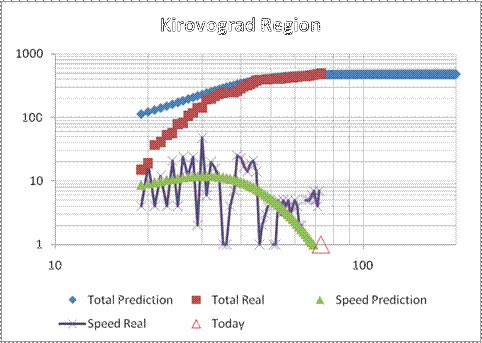 Kirovograd Region
1000
100
10
1
10 100
Total Prediction Total Real Speed Prediction
Speed Real Today